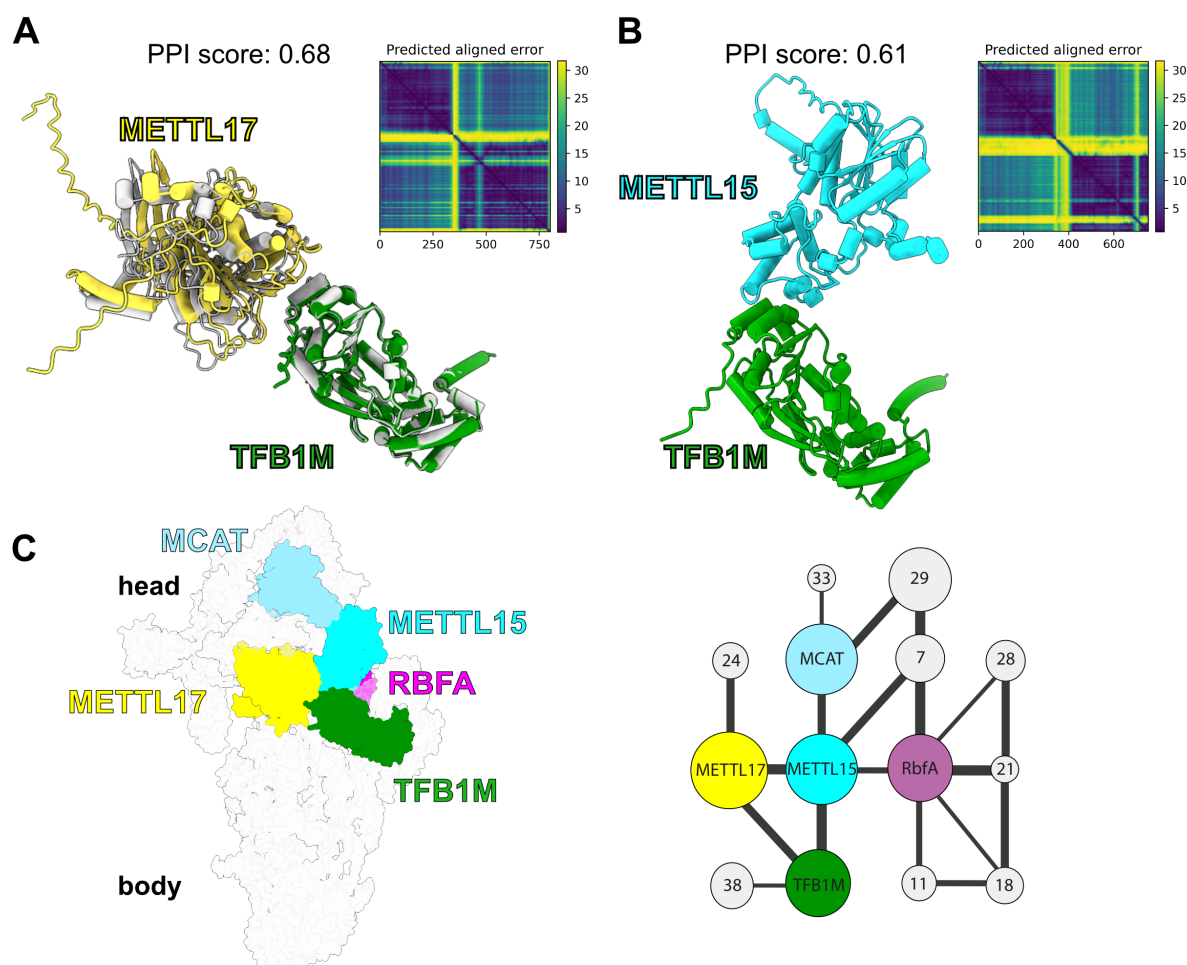 A
PPI score: 0.68
Predicted aligned error
METTL17
TFB1M
30
25
20
15
10
5
0
250
500
750
B
PPI score: 0.61
Predicted aligned error
METTL15
TFB1M
30
25
20
15
10
5
0
200
400
600
C
MCAT
head
METTL15
METTL17
RBFA
TFB1M
body
33
29
24
MCAT
7
28
METTL17
METTL15
RbfA
21
38
TFB1M
11
18